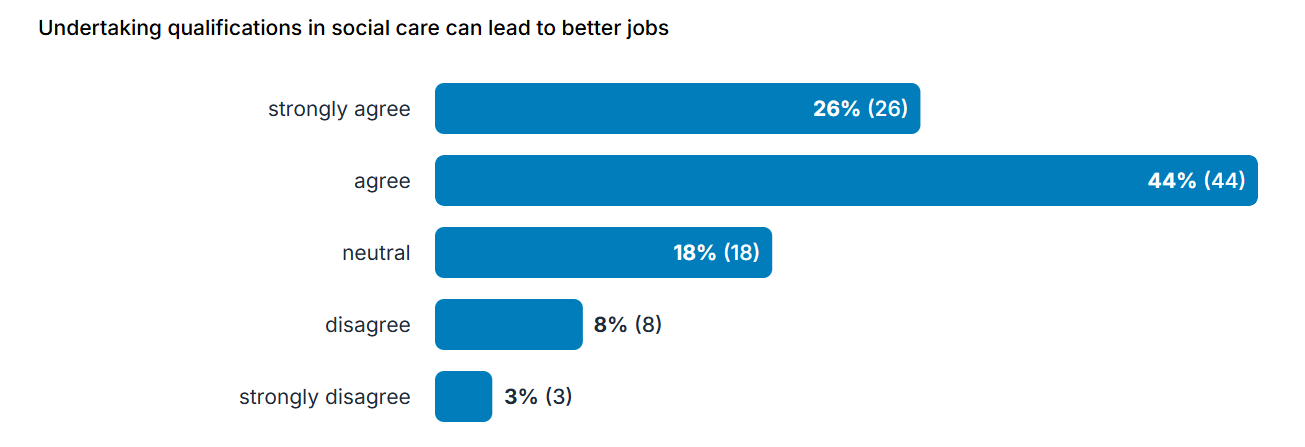 Undertaking qualifications in social care can lead to better jobs
strongly agree 26% (26)
agree 44% (44)
neutral 18% (18)
disagree 8% (8)
strongly disagree 3% (3)